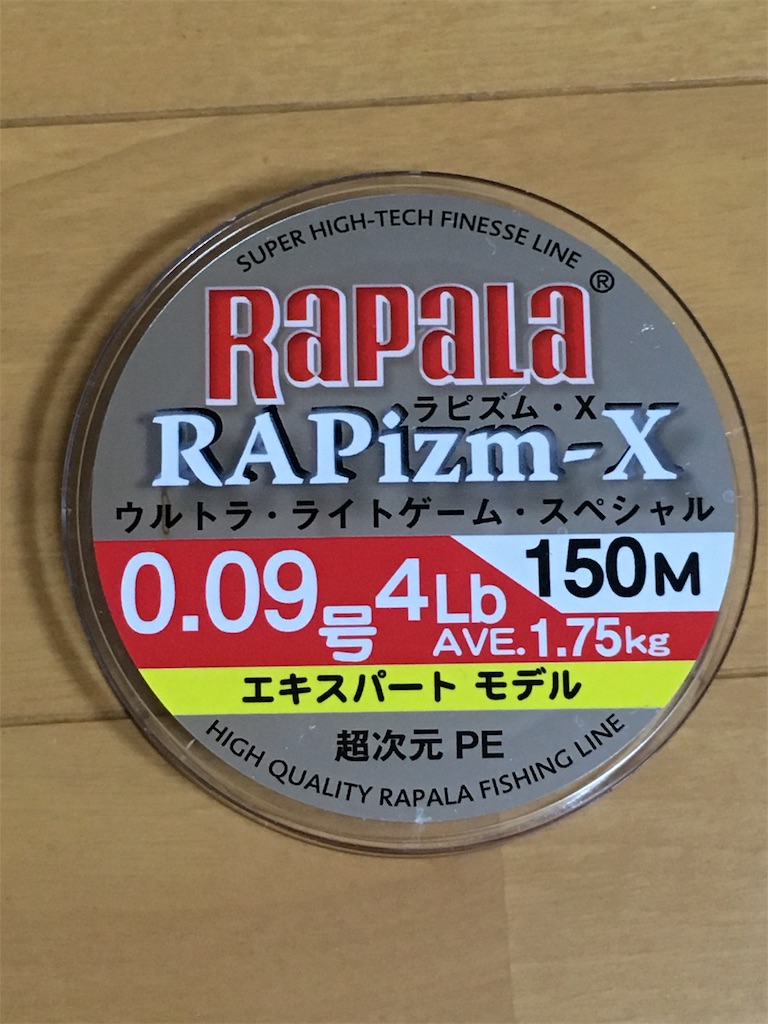 SUPER HIGH-TECH FINESSE LINE
Rapala®
ラピズム・X
RAPizm-X
ウルトラ・ライトゲーム・スペシャル
0.09号 4Lb 150M
AVE.1.75kg
エキスパート モデル
超次元 PE
HIGH QUALITY RAPALA FISHING LINE